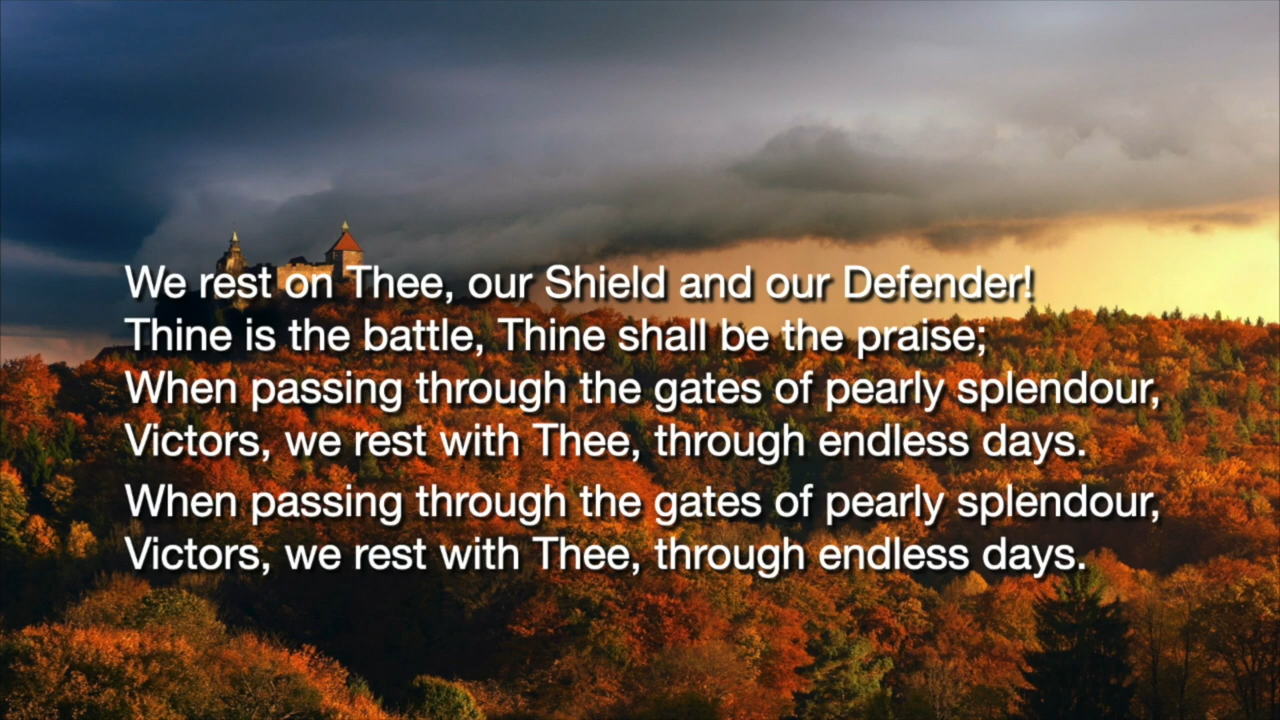 We rest on Thee, our Shield and our Defender!
Thine is the battle, Thine shall be the praise;
When passing through the gates of pearly splendour,
Victors, we rest with Thee, through endless days.
When passing through the gates of pearly splendour,
Victors, we rest with Thee, through endless days.